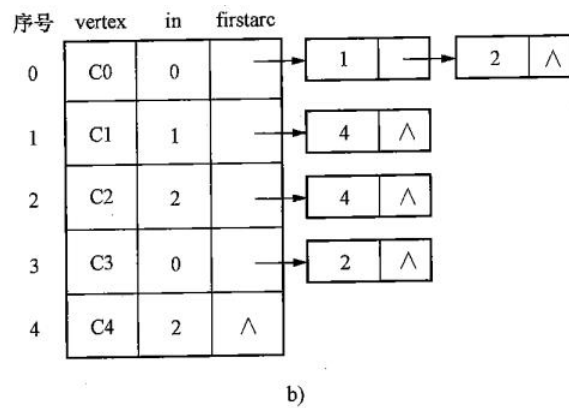 序号 vertex in firstarc
0 C0 0 1 2 ∧
1 C1 1 4 ∧
2 C2 2 4 ∧
3 C3 0 2 ∧
4 C4 2 ∧
b)